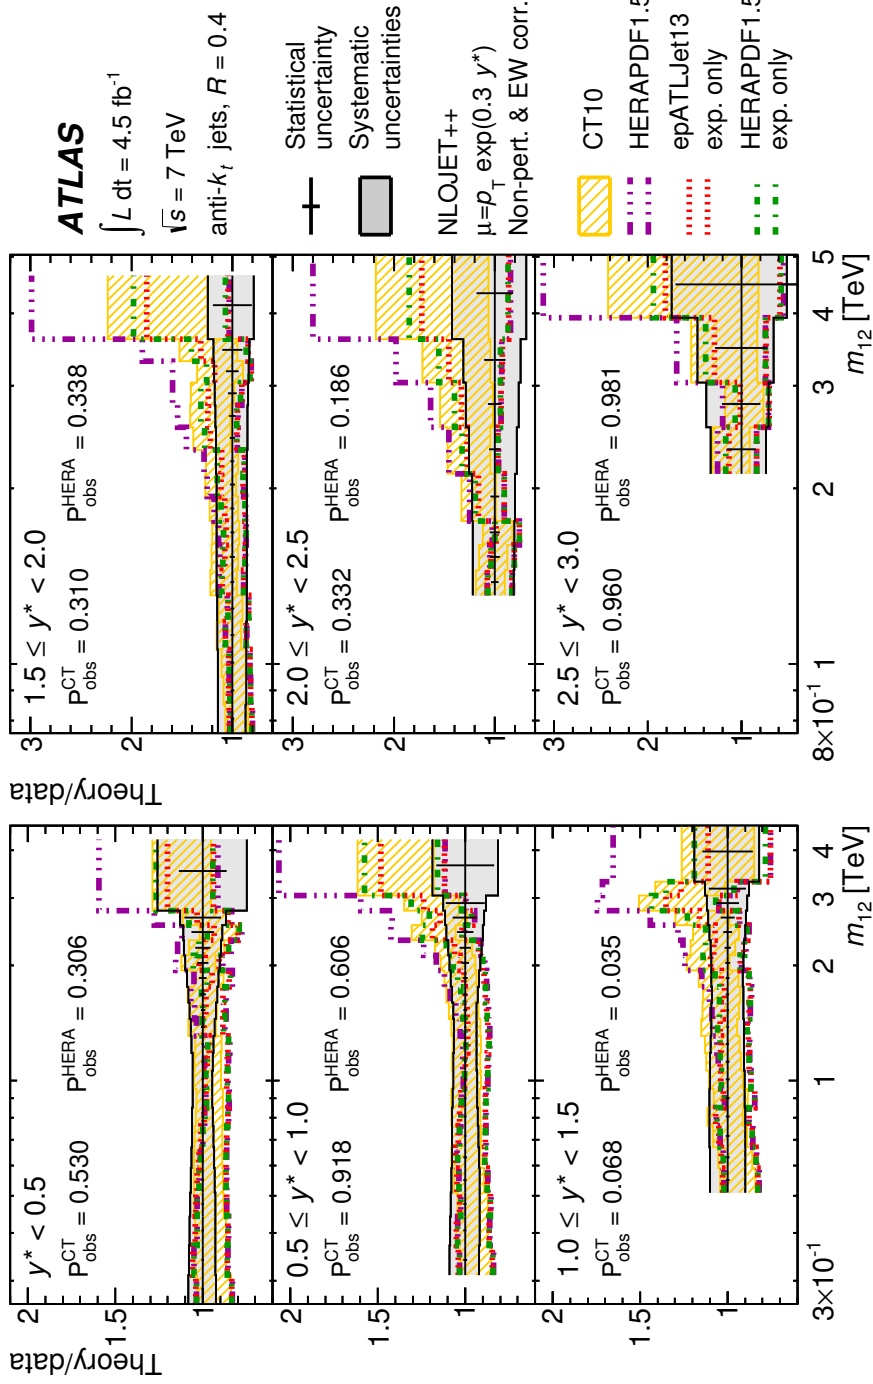 Theory/data
2
1.5
1
y* < 0.5
P^CT_obs = 0.530
P^HERA_obs = 0.306
2
1.5
1
0.5 ≤ y* < 1.0
P^CT_obs = 0.918
P^HERA_obs = 0.606
2
1.5
1
1.0 ≤ y* < 1.5
P^CT_obs = 0.068
P^HERA_obs = 0.035
3×10⁻¹
1
2
3
4
m₁₂ [TeV]
Theory/data
3
2
1
1.5 ≤ y* < 2.0
P^CT_obs = 0.310
P^HERA_obs = 0.338
3
2
1
2.0 ≤ y* < 2.5
P^CT_obs = 0.332
P^HERA_obs = 0.186
3
2
1
2.5 ≤ y* < 3.0
P^CT_obs = 0.960
P^HERA_obs = 0.981
8×10⁻¹
1
2
3
4
5
m₁₂ [TeV]
ATLAS
∫ L dt = 4.5 fb⁻¹
√s = 7 TeV
anti-kₜ jets, R = 0.4
Statistical
uncertainty
Systematic
uncertainties
NLOJET++
μ=p_T exp(0.3 y*)
Non-pert. & EW corr.
CT10
HERAPDF1.5
epATLJet13
exp. only
HERAPDF1.5
exp. only